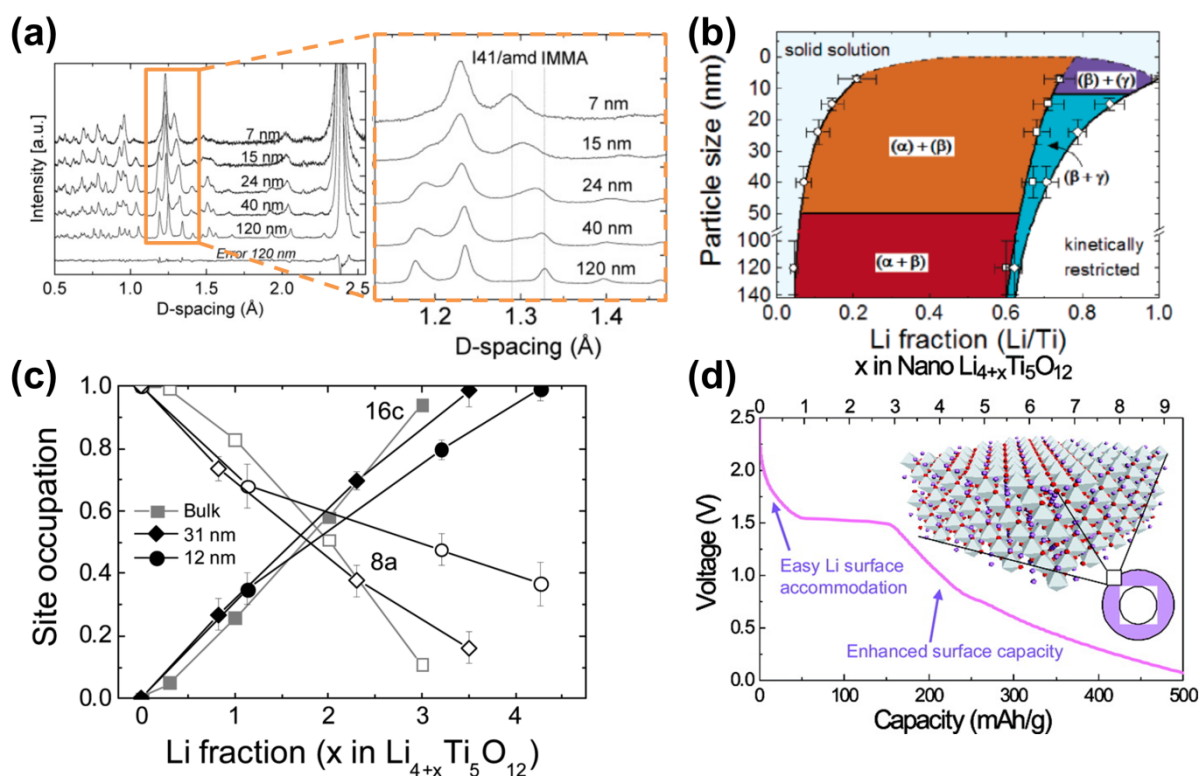 (a)
Intensity [a.u.]
7 nm
15 nm
24 nm
40 nm
120 nm
Error 120 nm
0.5 1.0 1.5 2.0 2.5
D-spacing (Å)
I41/amd IMMA
7 nm
15 nm
24 nm
40 nm
120 nm
1.2 1.3 1.4
D-spacing (Å)
(b)
Particle size (nm)
0
10
20
30
40
50
100
120
140
solid solution
(α) + (β)
(β) + (γ)
(β + γ)
(α + β)
kinetically
restricted
0.0 0.2 0.4 0.6 0.8 1.0
Li fraction (Li/Ti)
(c)
Site occupation
1.0
0.8
0.6
0.4
0.2
0.0
16c
8a
Bulk
31 nm
12 nm
0 1 2 3 4
Li fraction (x in Li₄₊ₓTi₅O₁₂)
x in Nano Li₄₊ₓTi₅O₁₂
(d)
0 1 2 3 4 5 6 7 8 9
Voltage (V)
2.5
2.0
1.5
1.0
0.5
0.0
Easy Li surface
accommodation
Enhanced surface capacity
0 100 200 300 400 500
Capacity (mAh/g)